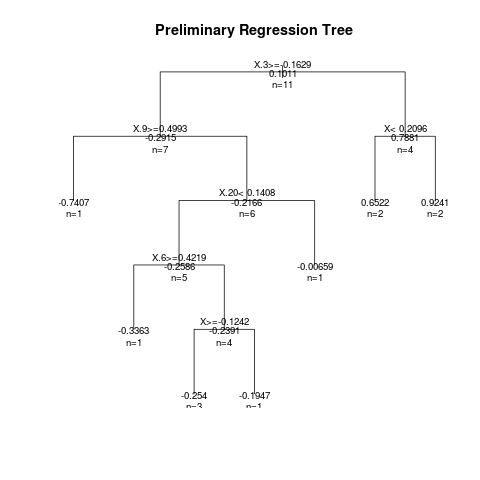 Preliminary Regression Tree
X.3>=-0.1629
0.1011
n=11
X.9>=0.4993
-0.2915
n=7
X< 0.2096
0.7881
n=4
-0.7407
n=1
X.20< 0.1408
-0.2166
n=6
0.6522
n=2
0.9241
n=2
X.6>=0.4219
-0.2586
n=5
-0.00659
n=1
-0.3363
n=1
X>=-0.1242
-0.2391
n=4
-0.254
n=3
-0.1947
n=1